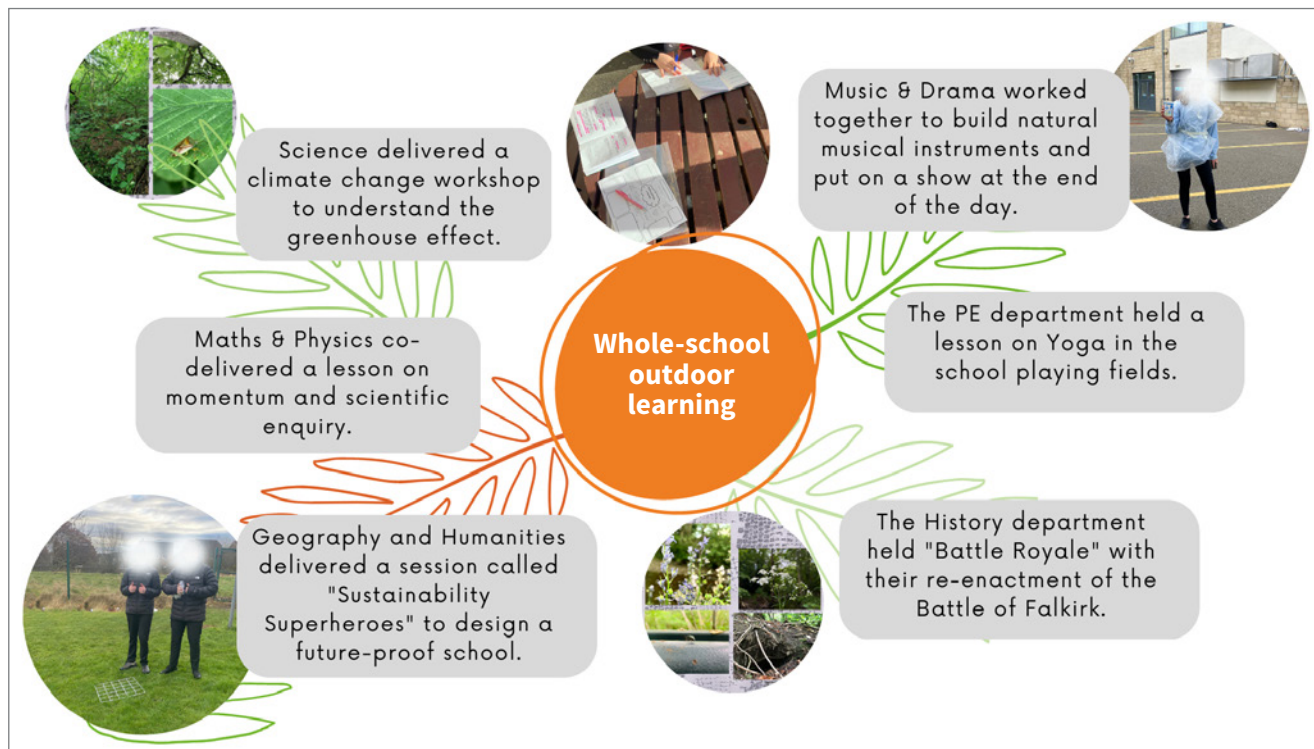 Science delivered a
climate change workshop
to understand the
greenhouse effect.
Music & Drama worked
together to build natural
musical instruments and
put on a show at the end
of the day.
Maths & Physics co-
delivered a lesson on
momentum and scientific
enquiry.
Whole-school
outdoor
learning
The PE department held a
lesson on Yoga in the
school playing fields.
Geography and Humanities
delivered a session called
"Sustainability
Superheroes" to design a
future-proof school.
The History department
held "Battle Royale" with
their re-enactment of the
Battle of Falkirk.